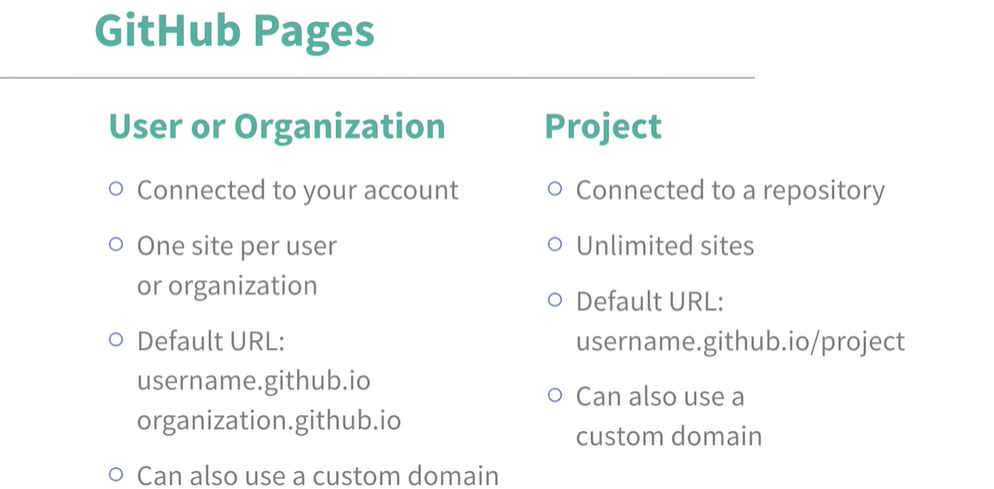 GitHub Pages
User or Organization
Connected to your account
One site per user
or organization
Default URL:
username.github.io
organization.github.io
Can also use a custom domain
Project
Connected to a repository
Unlimited sites
Default URL:
username.github.io/project
Can also use a
custom domain